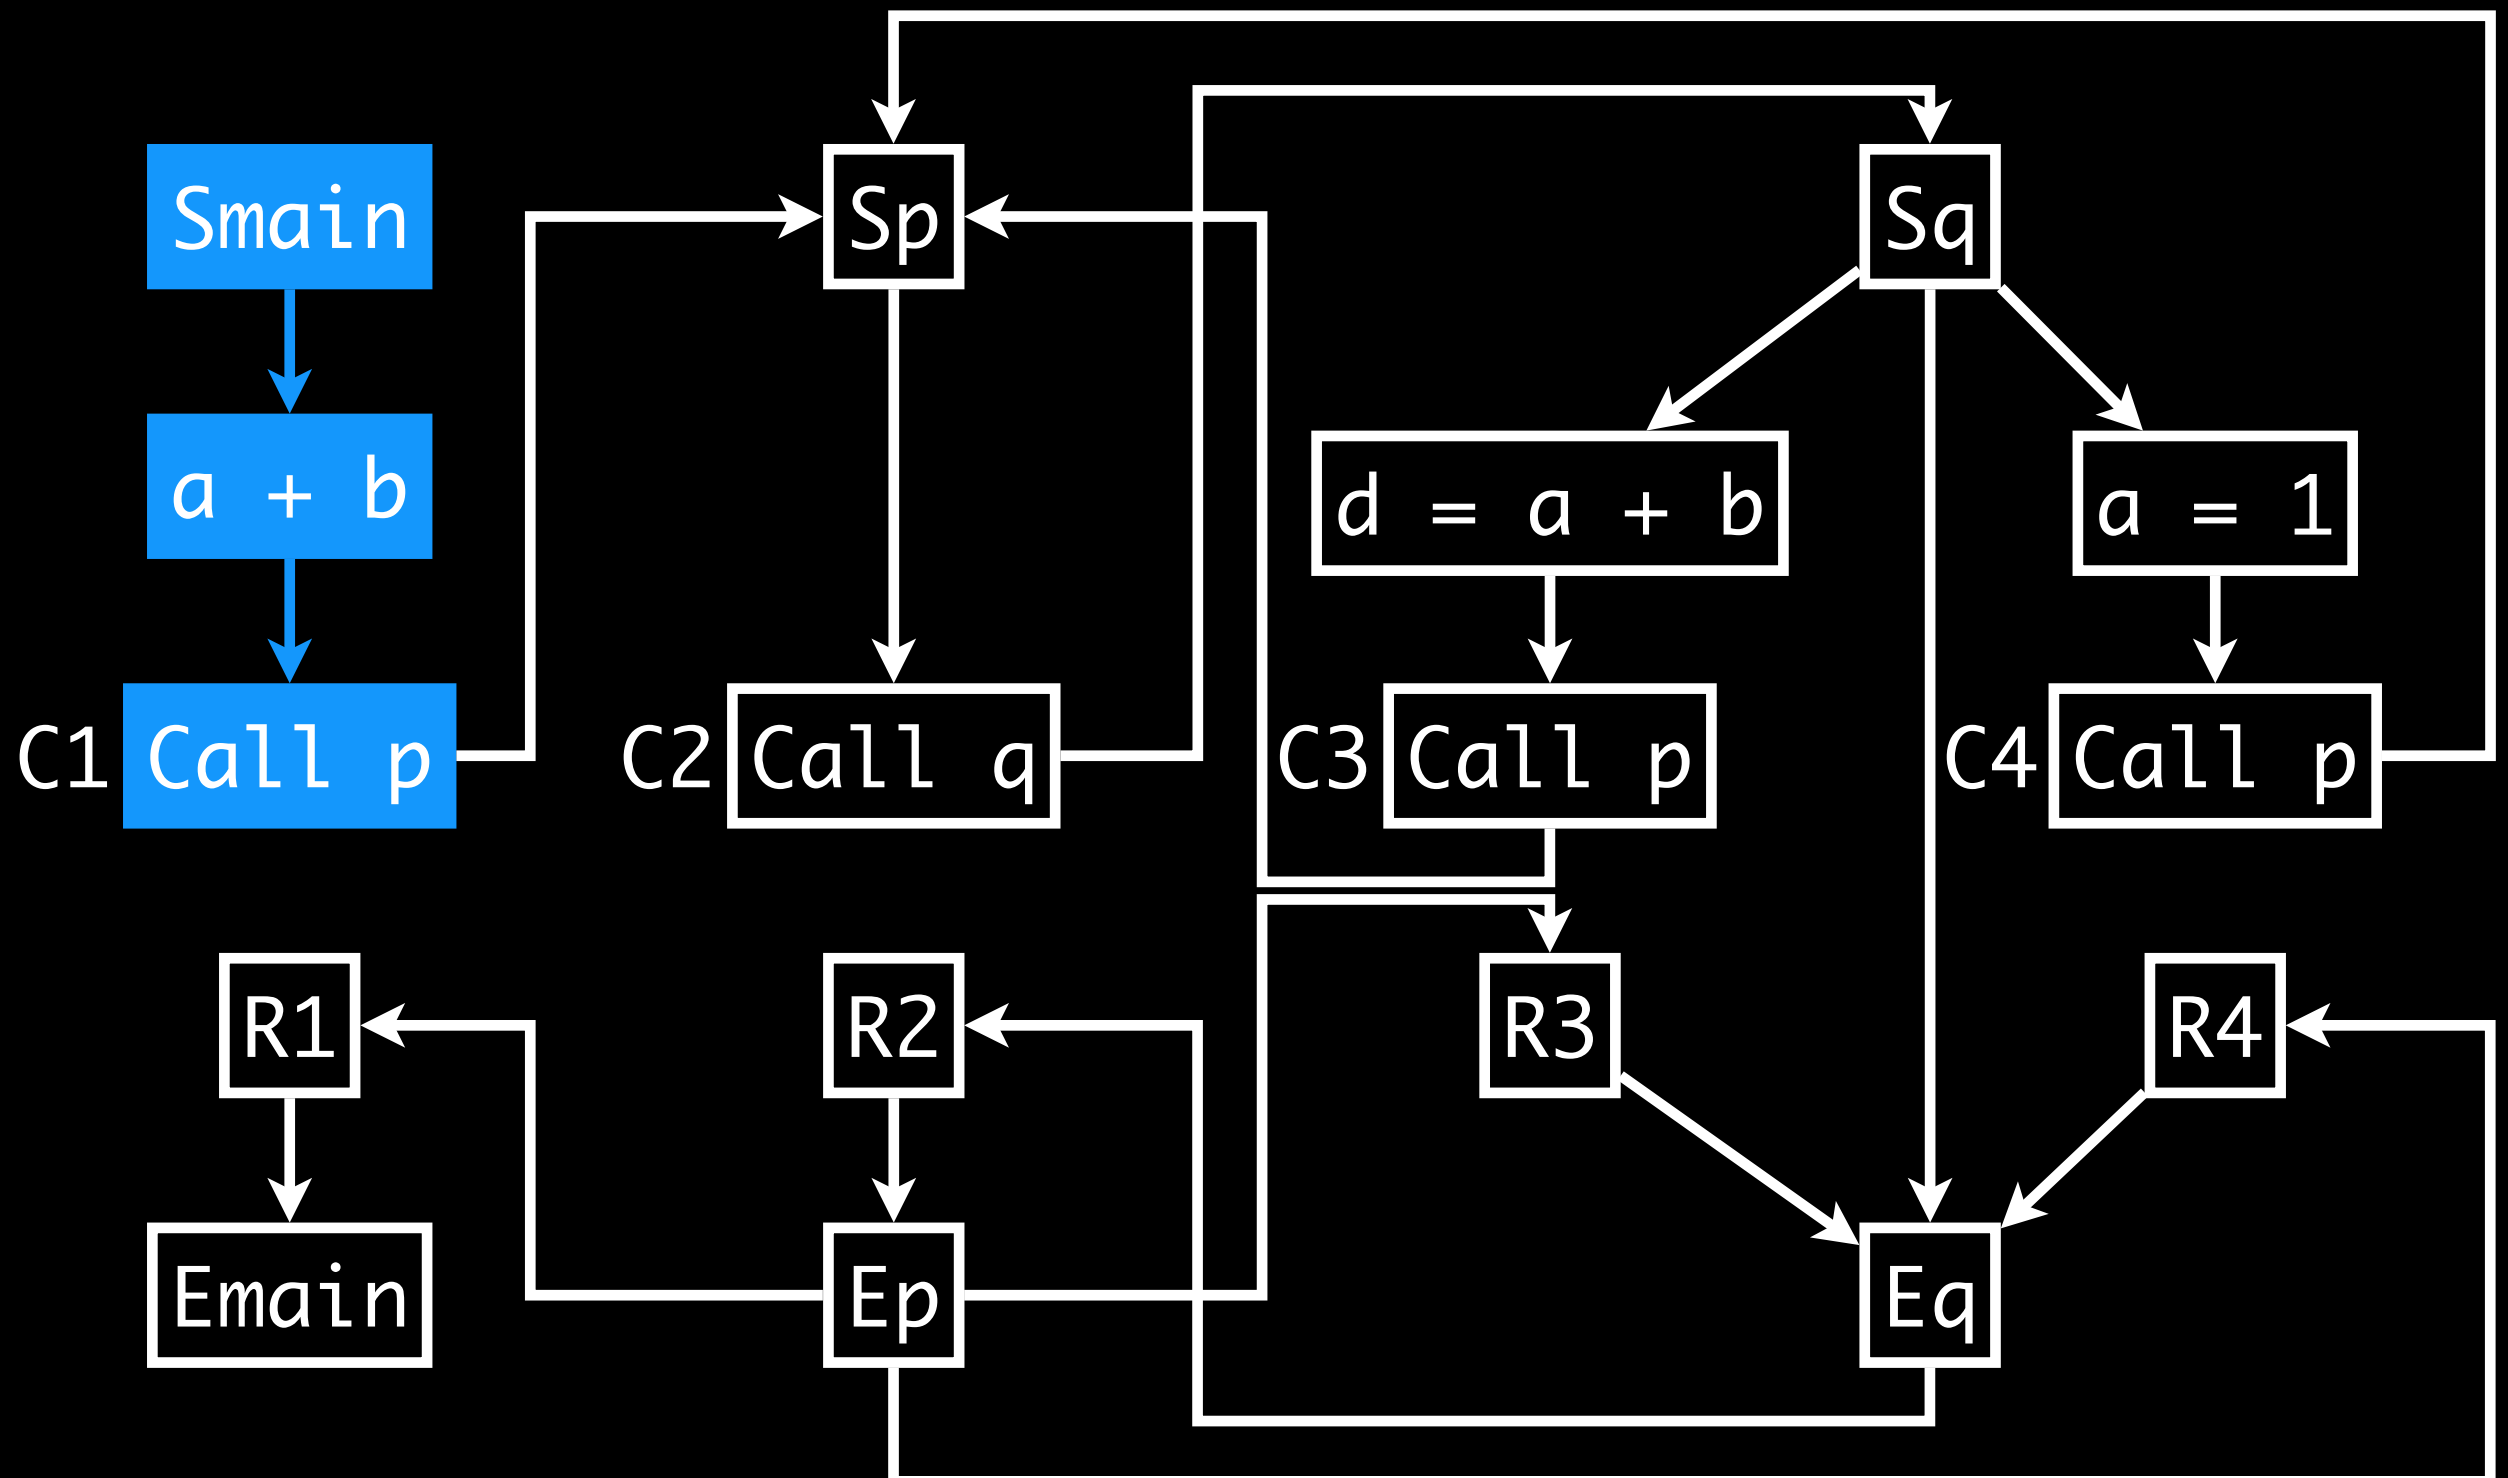 Smain
Sp
Sq
a + b
d = a + b
a = 1
C1 Call p
C2 Call q
C3 Call p
C4 Call p
R1
R2
R3
R4
Emain
Ep
Eq